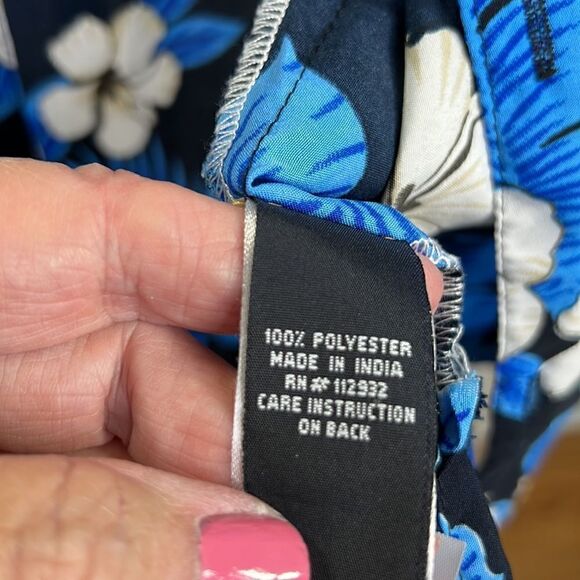 100% POLYESTER
MADE IN INDIA
RN# 112932
CARE INSTRUCTION
ON BACK